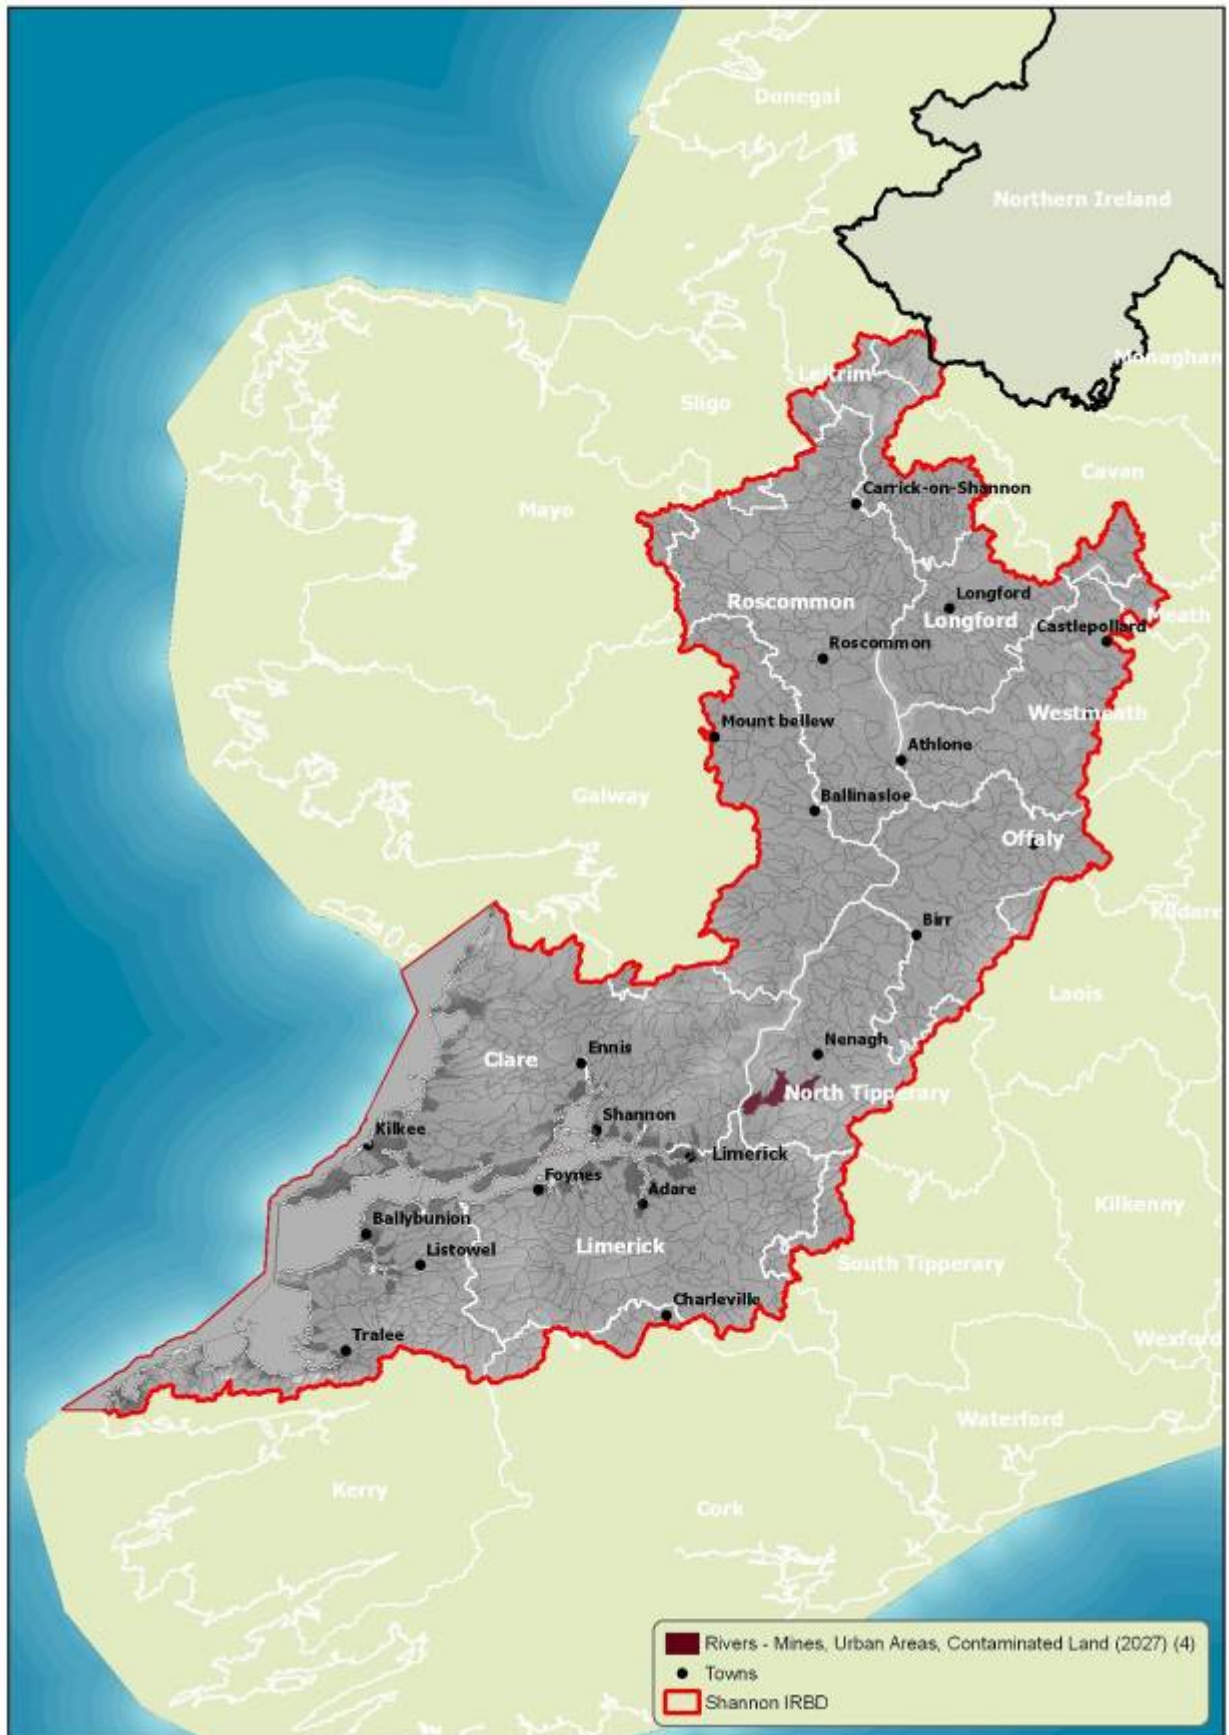 Donegal
Northern Ireland
Monaghan
Leitrim
Sligo
Cavan
Carrick-on-Shannon
Mayo
Longford
Roscommon
Meath
Longford
Castlepollard
Roscommon
Westmeath
Mount bellew
Athlone
Galway
Ballinasloe
Offaly
Kildare
Birr
Laois
Nenagh
Ennis
Clare
North Tipperary
Shannon
Kilkee
Limerick
Foynes
Adare
Kilkenny
Ballybunion
Listowel
Limerick
South Tipperary
Charleville
Tralee
Wexford
Waterford
Kerry
Cork
Rivers - Mines, Urban Areas, Contaminated Land (2027) (4)
Towns
Shannon IRBD